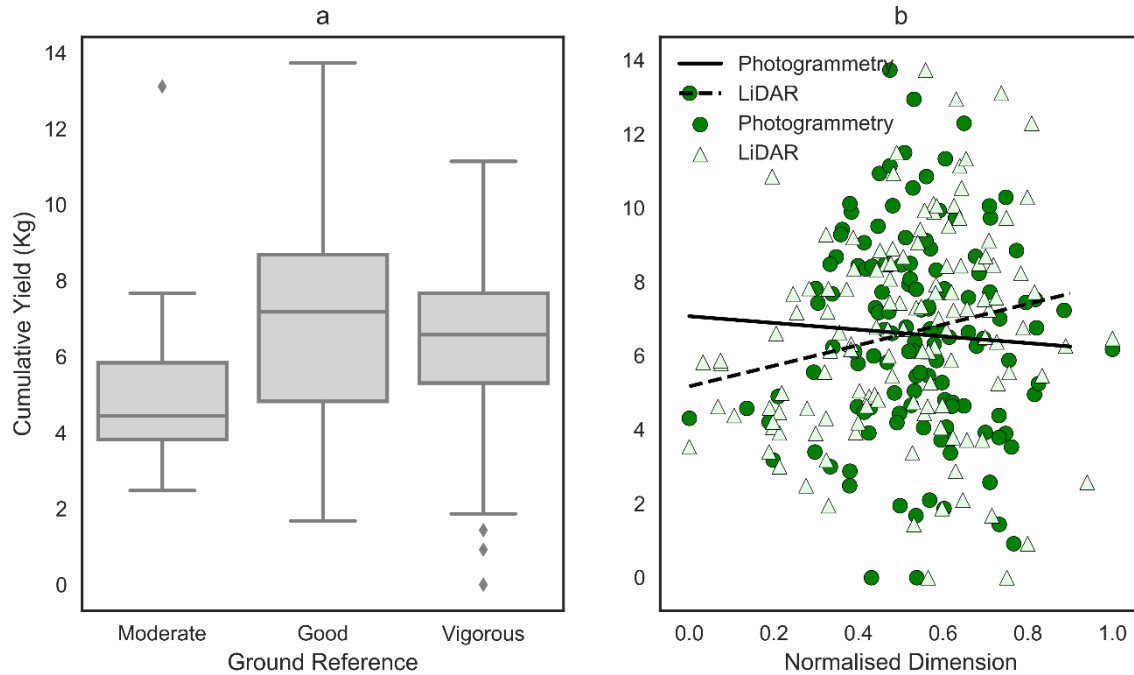 a
14
12
10
8
6
4
2
0
Cumulative Yield (Kg)
Moderate Good Vigorous
Ground Reference
b
Photogrammetry
LiDAR
Photogrammetry
LiDAR
14
12
10
8
6
4
2
0
0.0 0.2 0.4 0.6 0.8 1.0
Normalised Dimension